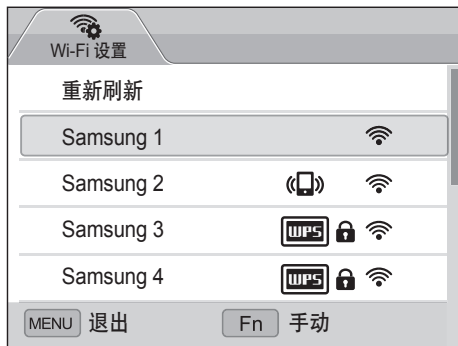 Wi-Fi 设置
重新刷新
Samsung 1
Samsung 2
Samsung 3 WPS
Samsung 4 WPS
MENU 退出 Fn 手动